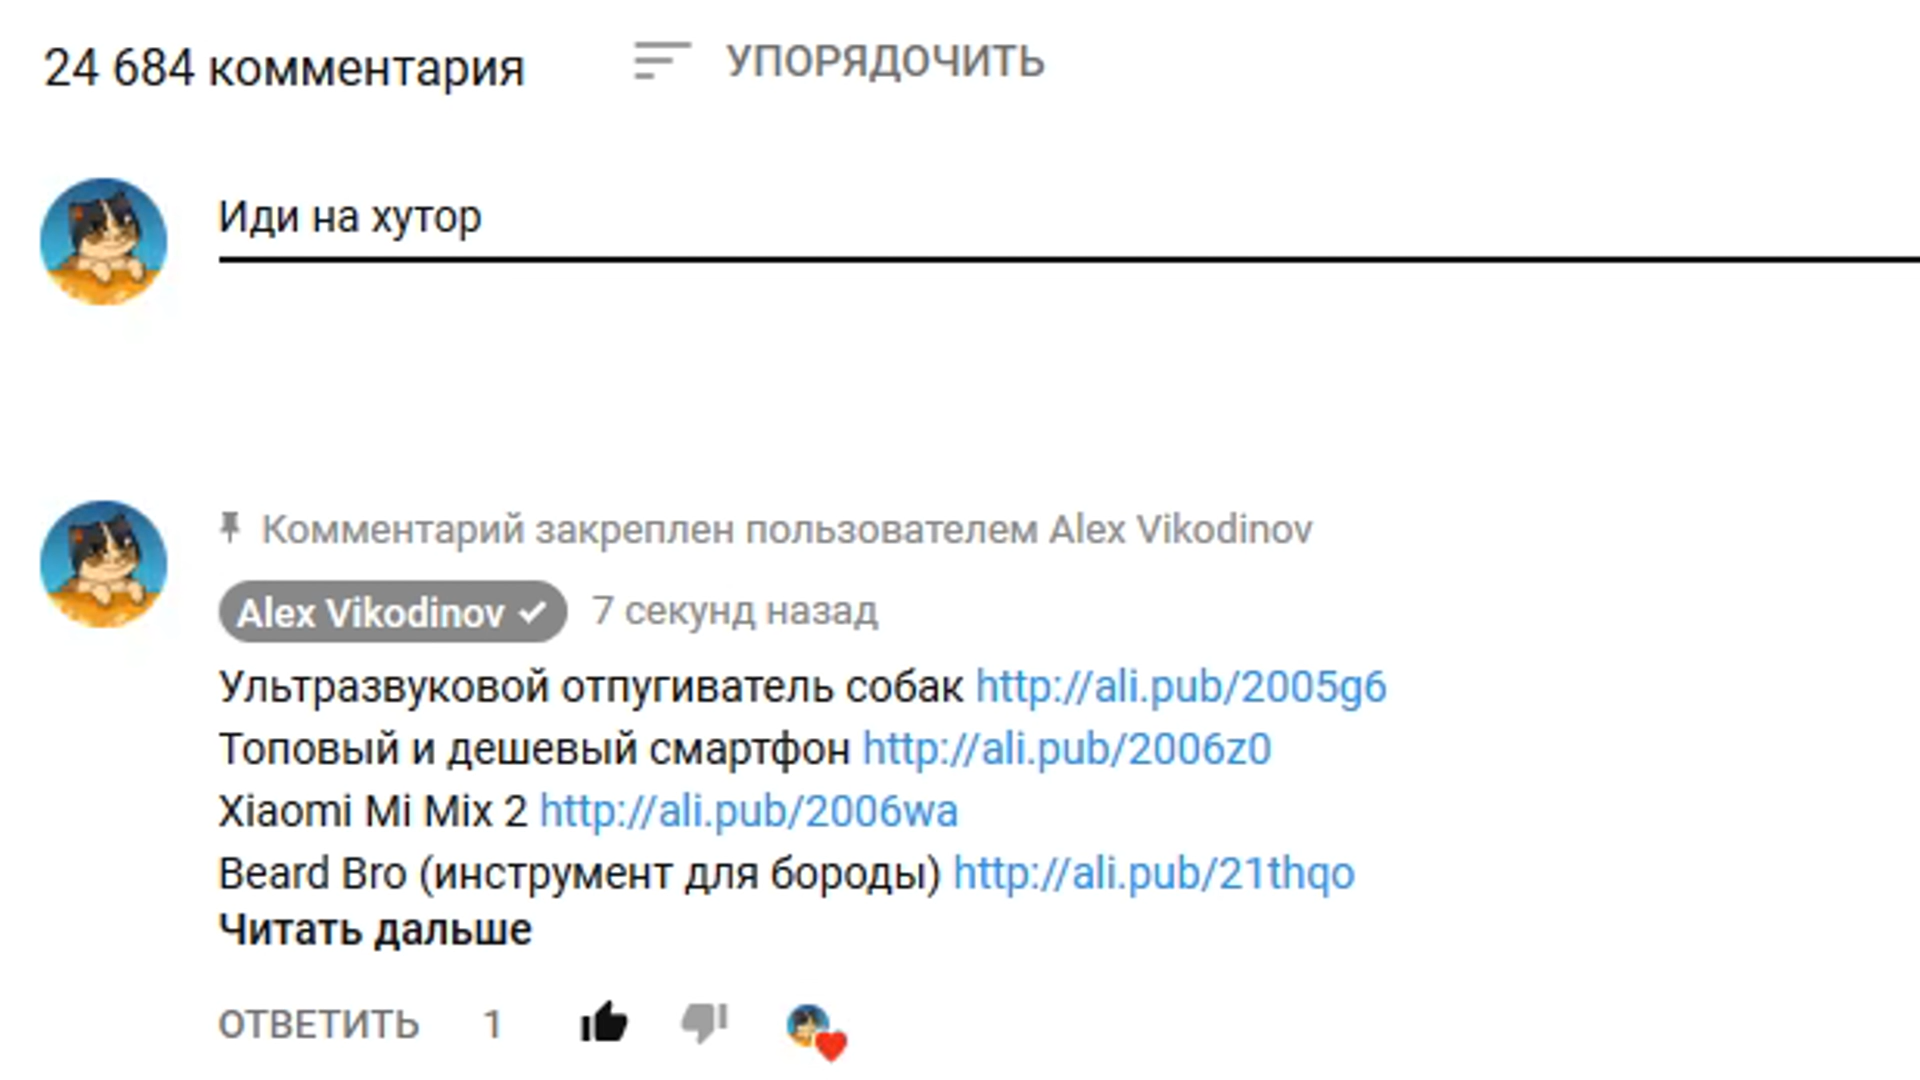 24 684 комментария
УПОРЯДОЧИТЬ
Иди на хутор
Комментарий закреплен пользователем Alex Vikodinov
Alex Vikodinov
7 секунд назад
Ультразвуковой отпугиватель собак http://ali.pub/2005g6
Топовый и дешевый смартфон http://ali.pub/2006z0
Xiaomi Mi Mix 2 http://ali.pub/2006wa
Beard Bro (инструмент для бороды) http://ali.pub/21thqo
Читать дальше
ОТВЕТИТЬ 1